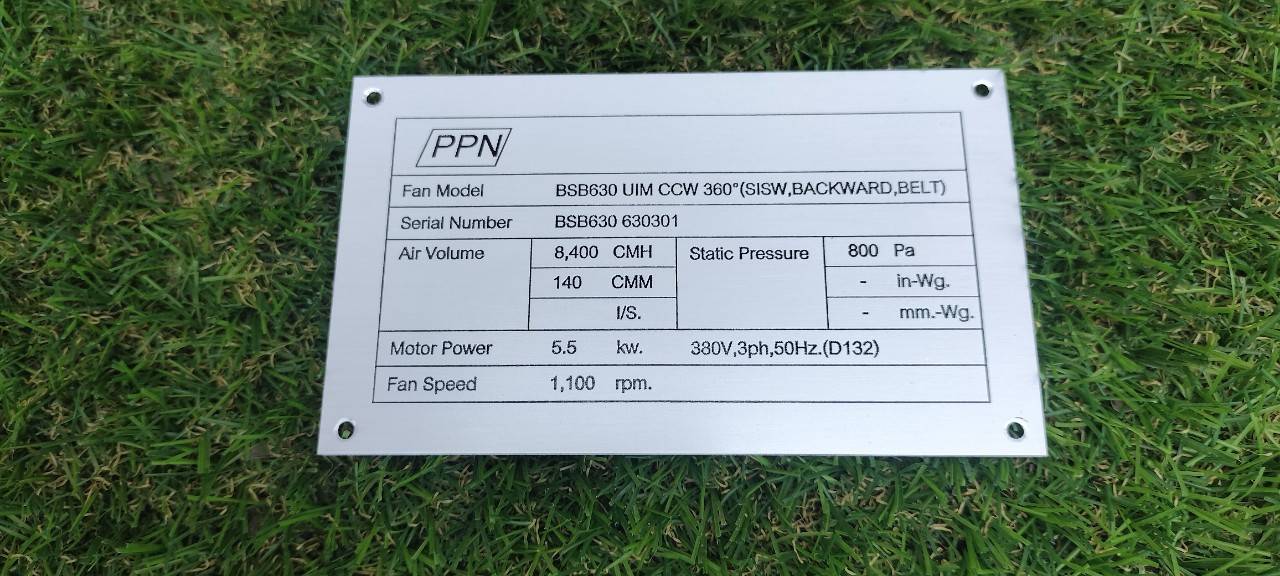 PPN
Fan Model BSB630 UIM CCW 360°(SISW,BACKWARD,BELT)
Serial Number BSB630 630301
Air Volume 8,400 CMH Static Pressure 800 Pa
140 CMM - in-Wg.
l/S. - mm.-Wg.
Motor Power 5.5 kw. 380V,3ph,50Hz.(D132)
Fan Speed 1,100 rpm.